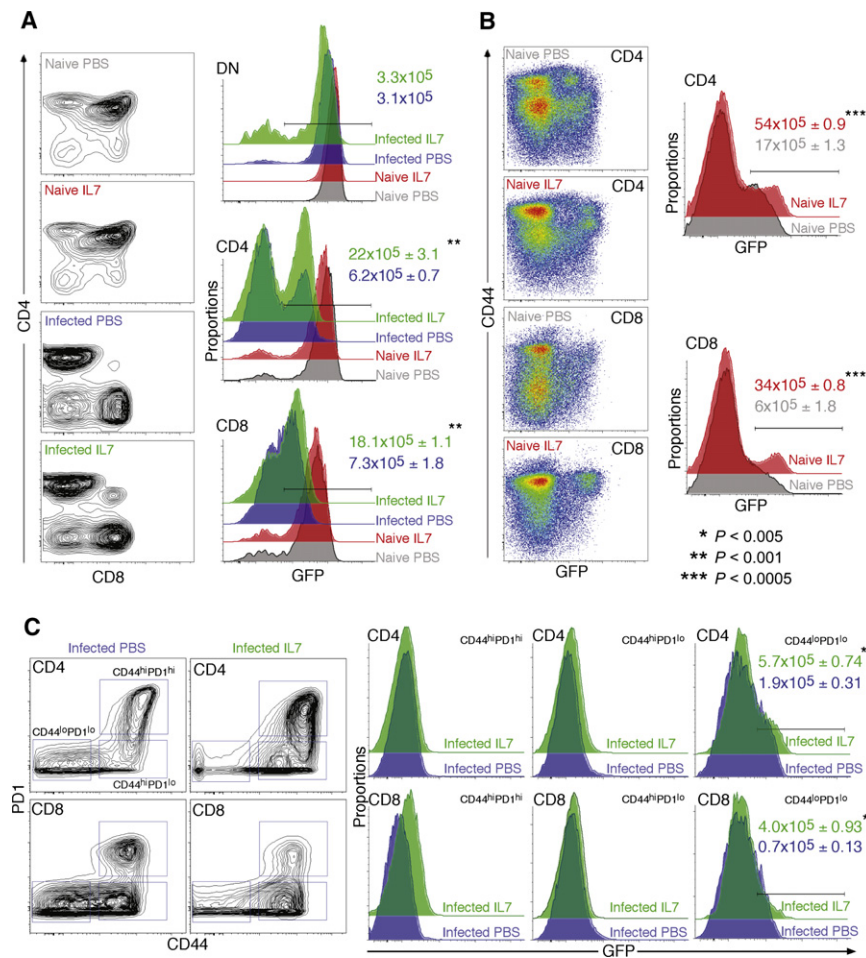 A
Naive PBS
Naive IL7
Infected PBS
Infected IL7
CD4
CD8
DN
3.3x10⁵
3.1x10⁵
Infected IL7
Infected PBS
Naive IL7
Naive PBS
CD4
**
22x10⁵ ± 3.1
6.2x10⁵ ± 0.7
Infected IL7
Infected PBS
Naive IL7
Naive PBS
CD8
**
18.1x10⁵ ± 1.1
7.3x10⁵ ± 1.8
Infected IL7
Infected PBS
Naive IL7
Naive PBS
Proportions
GFP
B
Naive PBS CD4
Naive IL7 CD4
Naive PBS CD8
Naive IL7 CD8
CD44
GFP
CD4
***
54x10⁵ ± 0.9
17x10⁵ ± 1.3
Naive IL7
Naive PBS
Proportions
GFP
CD8
***
34x10⁵ ± 0.8
6x10⁵ ± 1.8
Naive IL7
Naive PBS
Proportions
GFP
* P < 0.005
** P < 0.001
*** P < 0.0005
C
Infected PBS
Infected IL7
CD4
CD44ʰⁱPD1ʰⁱ
CD44ˡᵒPD1ˡᵒ
CD44ʰⁱPD1ˡᵒ
CD4
CD8
CD8
PD1
CD44
CD4
CD44ʰⁱPD1ʰⁱ
Infected IL7
Infected PBS
CD4
CD44ʰⁱPD1ˡᵒ
Infected IL7
Infected PBS
CD4
CD44ˡᵒPD1ˡᵒ
*
5.7x10⁵ ± 0.74
1.9x10⁵ ± 0.31
Infected IL7
Infected PBS
CD8
CD44ʰⁱPD1ʰⁱ
Infected IL7
Infected PBS
CD8
CD44ʰⁱPD1ˡᵒ
Infected IL7
Infected PBS
CD8
CD44ˡᵒPD1ˡᵒ
*
4.0x10⁵ ± 0.93
0.7x10⁵ ± 0.13
Infected IL7
Infected PBS
Proportions
GFP